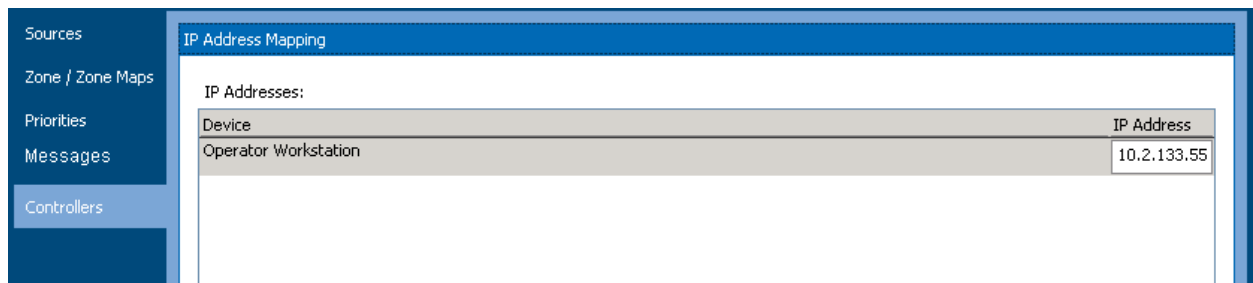 Sources
Zone / Zone Maps
Priorities
Messages
Controllers
IP Address Mapping
IP Addresses:
Device IP Address
Operator Workstation 10.2.133.55